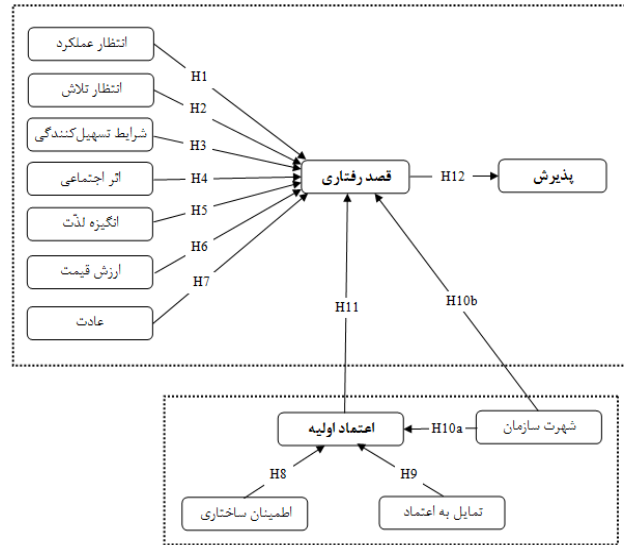 انتظار عملکرد
H1
انتظار تلاش
H2
شرایط تسهیل‌کنندگی
H3
اثر اجتماعی
H4
قصد رفتاری
H12
پذیرش
انگیزه لذّت
H5
ارزش قیمت
H6
عادت
H7
H11
H10b
اعتماد اولیه
H10a
شهرت سازمان
H8
H9
اطمینان ساختاری
تمایل به اعتماد